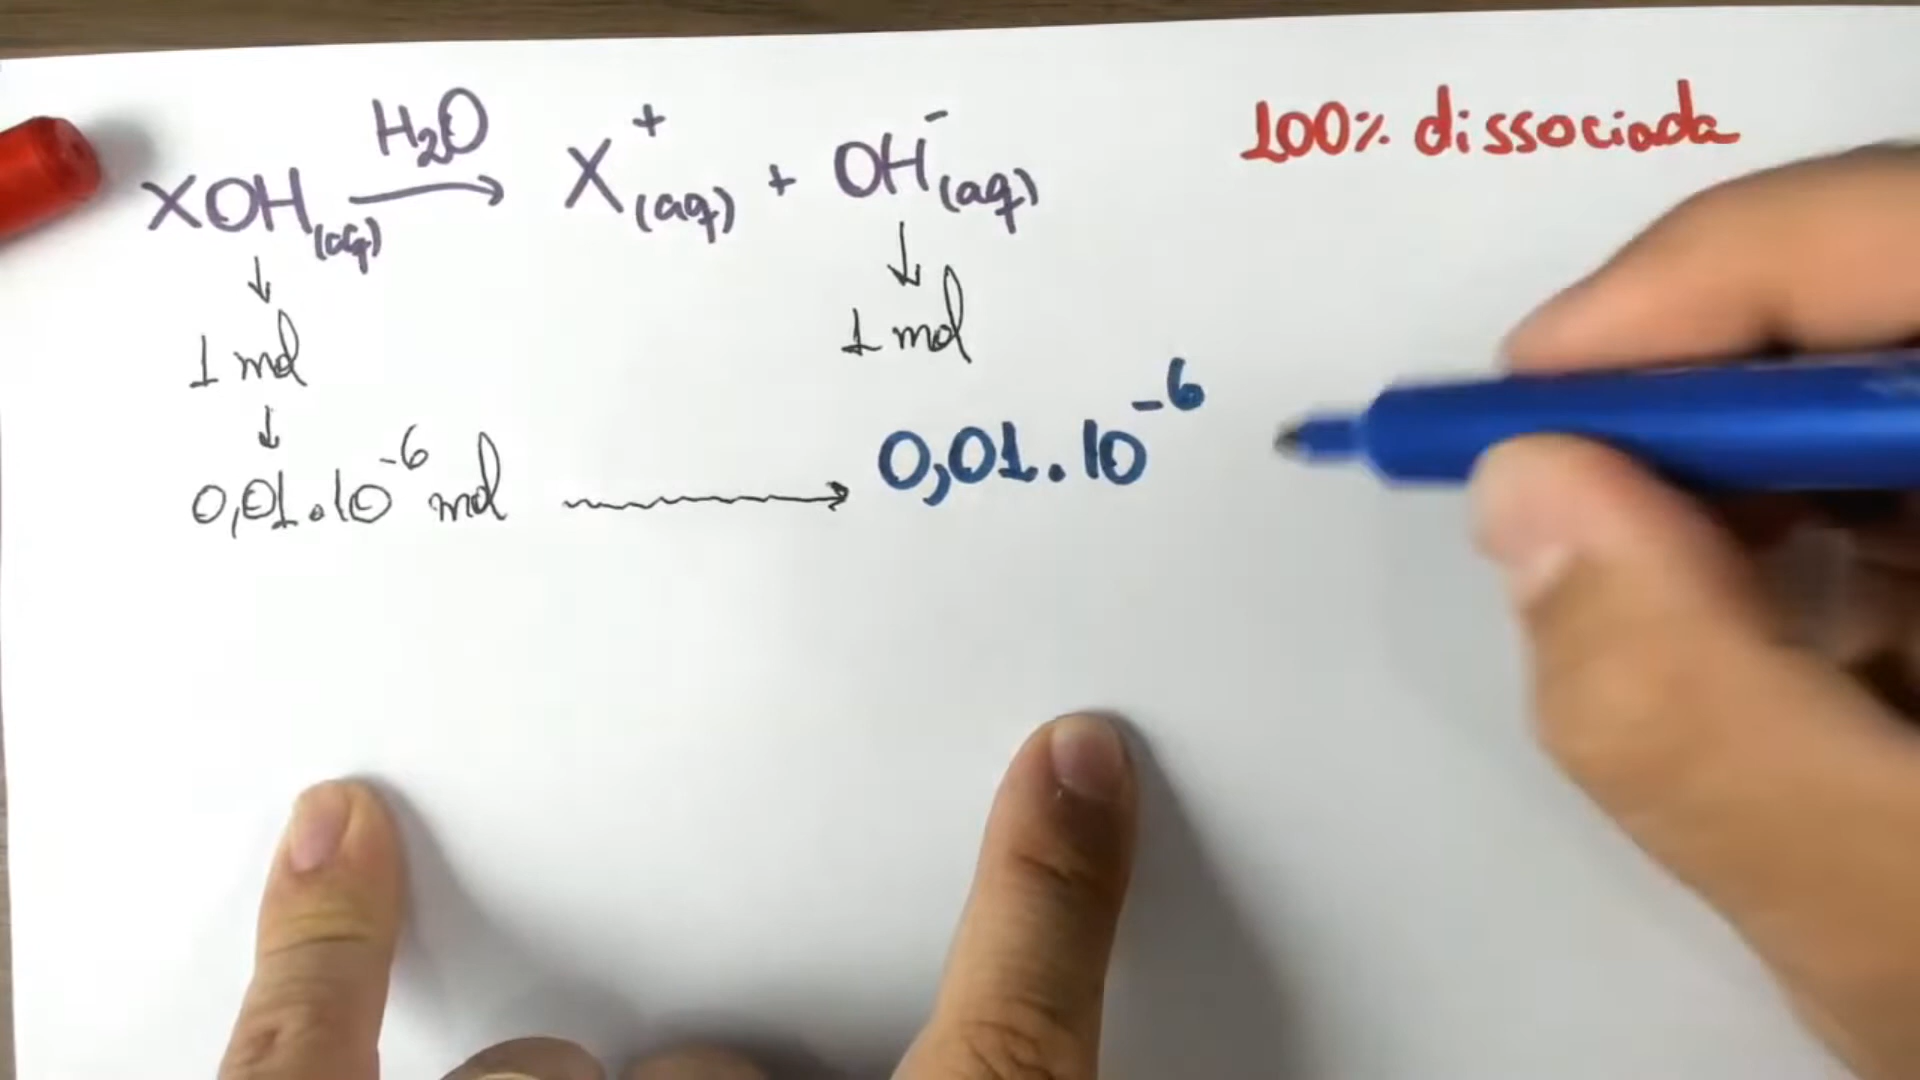 XOH(aq) H₂O → X⁺(aq) + OH⁻(aq)
100% dissociada
↓ ↓
1 mol 1 mol
↓
0,01.10⁻⁶ mol → 0,01.10⁻⁶